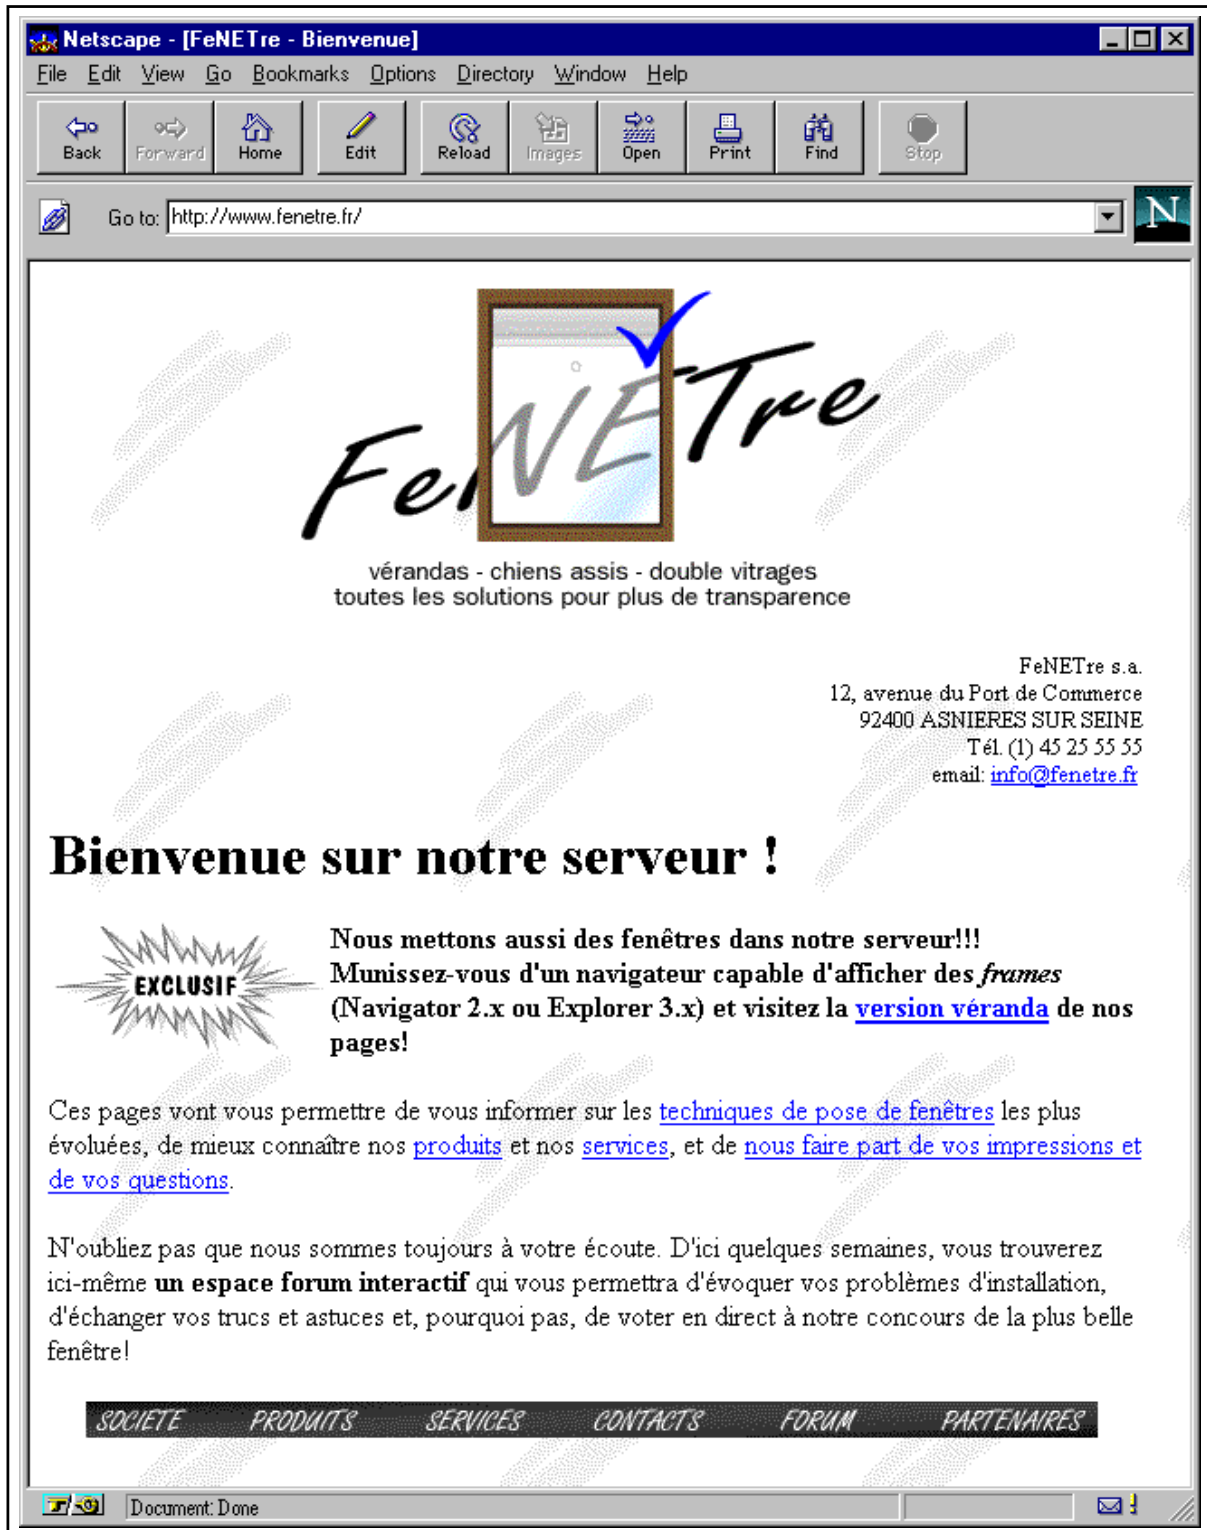 Netscape - [FeNETre - Bienvenue]
File Edit View Go Bookmarks Options Directory Window Help
Back Forward Home Edit Reload Images Open Print Find Stop
Go to: http://www.fenetre.fr/
N
FeNETre
vérandas - chiens assis - double vitrages
toutes les solutions pour plus de transparence
FeNETre s.a.
12, avenue du Port de Commerce
92400 ASNIERES SUR SEINE
Tél. (1) 45 25 55 55
email: info@fenetre.fr
Bienvenue sur notre serveur !
EXCLUSIF
Nous mettons aussi des fenêtres dans notre serveur!!!
Munissez-vous d'un navigateur capable d'afficher des frames
(Navigator 2.x ou Explorer 3.x) et visitez la version véranda de nos
pages!
Ces pages vont vous permettre de vous informer sur les techniques de pose de fenêtres les plus
évoluées, de mieux connaître nos produits et nos services, et de nous faire part de vos impressions et
de vos questions.
N'oubliez pas que nous sommes toujours à votre écoute. D'ici quelques semaines, vous trouverez
ici-même un espace forum interactif qui vous permettra d'évoquer vos problèmes d'installation,
d'échanger vos trucs et astuces et, pourquoi pas, de voter en direct à notre concours de la plus belle
fenêtre!
SOCIETE PRODUITS SERVICES CONTACTS FORUM PARTENAIRES
Document: Done